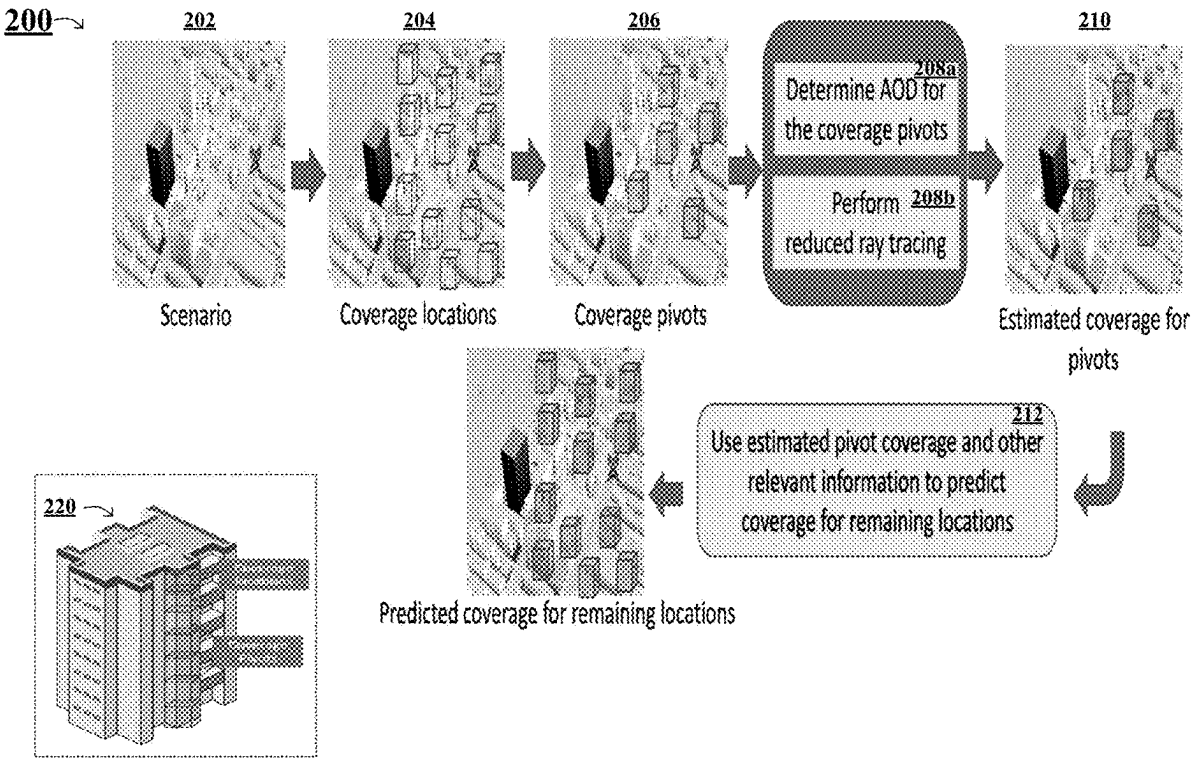 200
202
204
206
210
208a
Determine AOD for
the coverage pivots
Perform 208b
reduced ray tracing
Scenario
Coverage locations
Coverage pivots
Estimated coverage for
pivots
212
Use estimated pivot coverage and other
relevant information to predict
coverage for remaining locations
Predicted coverage for remaining locations
220